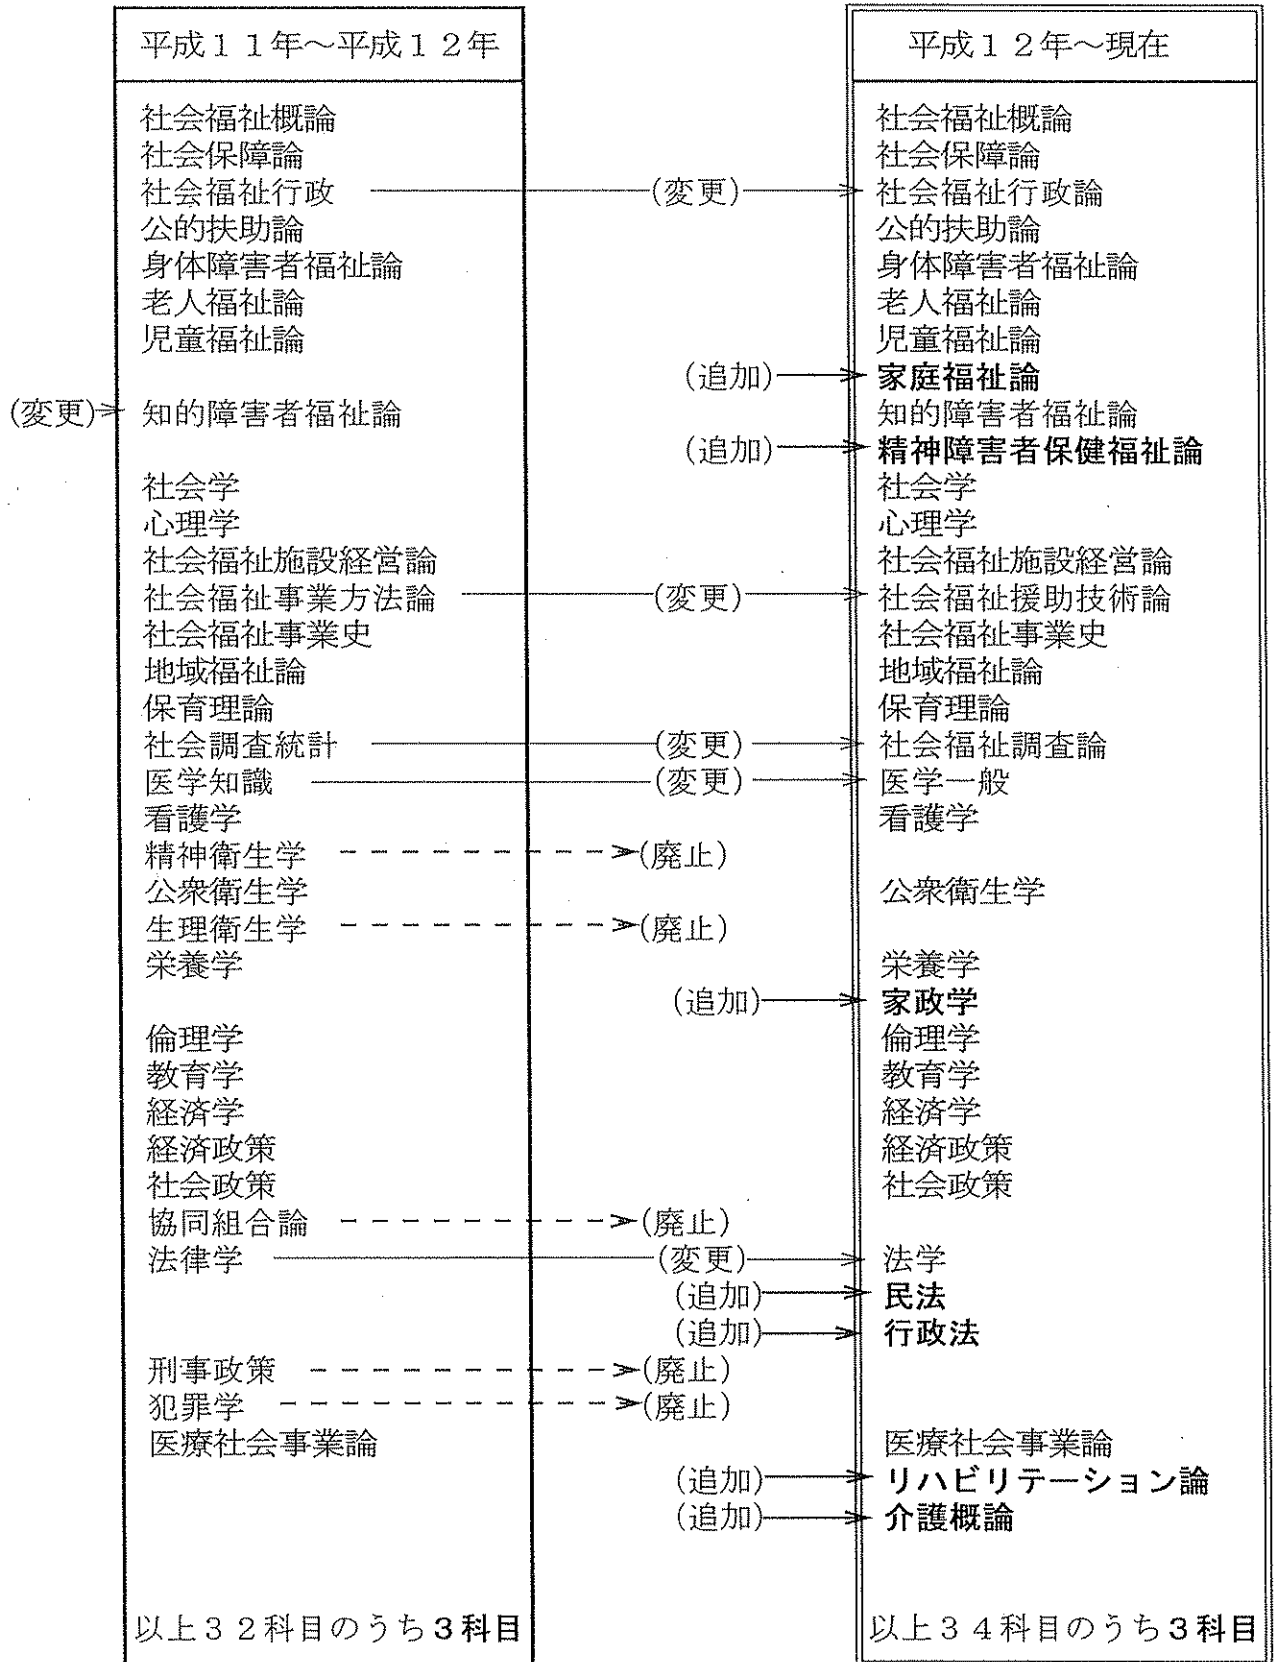 平成11年～平成12年
平成12年～現在
社会福祉概論
社会福祉概論
社会保障論
社会保障論
社会福祉行政 (変更) 社会福祉行政論
公的扶助論
公的扶助論
身体障害者福祉論
身体障害者福祉論
老人福祉論
老人福祉論
児童福祉論
児童福祉論
(追加) 家庭福祉論
(変更) 知的障害者福祉論
知的障害者福祉論
(追加) 精神障害者保健福祉論
社会学
社会学
心理学
心理学
社会福祉施設経営論
社会福祉施設経営論
社会福祉事業方法論 (変更) 社会福祉援助技術論
社会福祉事業史
社会福祉事業史
地域福祉論
地域福祉論
保育理論
保育理論
社会調査統計 (変更) 社会福祉調査論
医学知識 (変更) 医学一般
看護学
看護学
精神衛生学 (廃止)
公衆衛生学
公衆衛生学
生理衛生学 (廃止)
栄養学
栄養学
(追加) 家政学
倫理学
倫理学
教育学
教育学
経済学
経済学
経済政策
経済政策
社会政策
社会政策
協同組合論 (廃止)
法律学 (変更) 法学
(追加) 民法
(追加) 行政法
刑事政策 (廃止)
犯罪学 (廃止)
医療社会事業論
医療社会事業論
(追加) リハビリテーション論
(追加) 介護概論
以上32科目のうち3科目
以上34科目のうち3科目